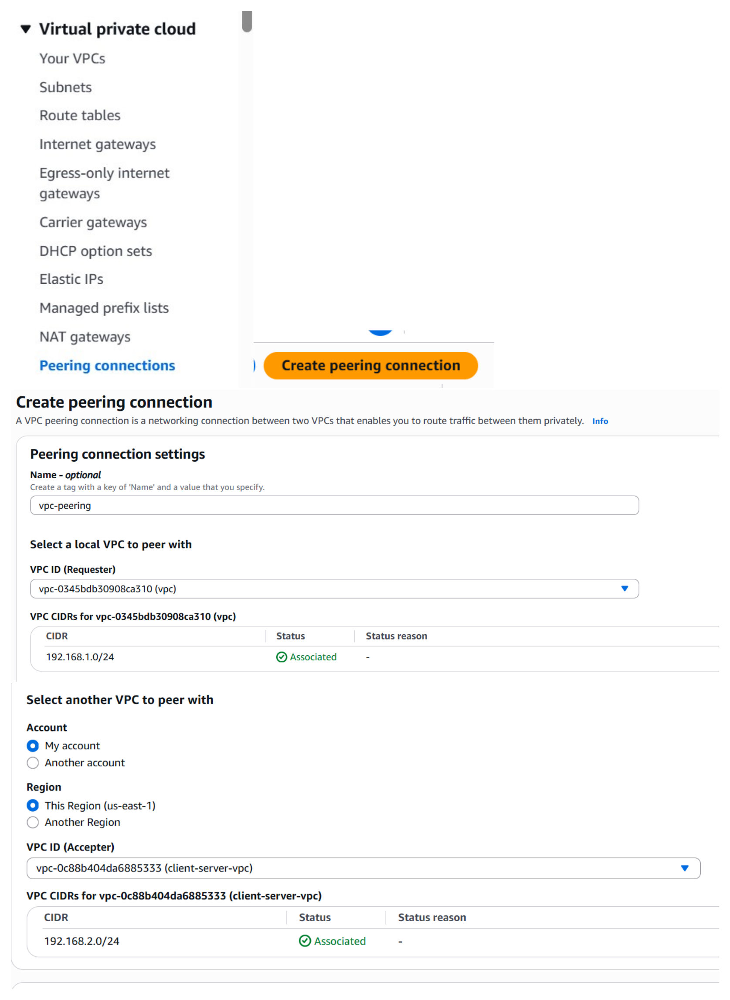 Virtual private cloud
Your VPCs
Subnets
Route tables
Internet gateways
Egress-only internet
gateways
Carrier gateways
DHCP option sets
Elastic IPs
Managed prefix lists
NAT gateways
Peering connections
Create peering connection
Create peering connection
A VPC peering connection is a networking connection between two VPCs that enables you to route traffic between them privately. Info
Peering connection settings
Name - optional
Create a tag with a key of 'Name' and a value that you specify.
vpc-peering
Select a local VPC to peer with
VPC ID (Requester)
vpc-0345bdb30908ca310 (vpc)
VPC CIDRs for vpc-0345bdb30908ca310 (vpc)
CIDR Status Status reason
192.168.1.0/24 Associated -
Select another VPC to peer with
Account
My account
Another account
Region
This Region (us-east-1)
Another Region
VPC ID (Accepter)
vpc-0c88b404da6885333 (client-server-vpc)
VPC CIDRs for vpc-0c88b404da6885333 (client-server-vpc)
CIDR Status Status reason
192.168.2.0/24 Associated -